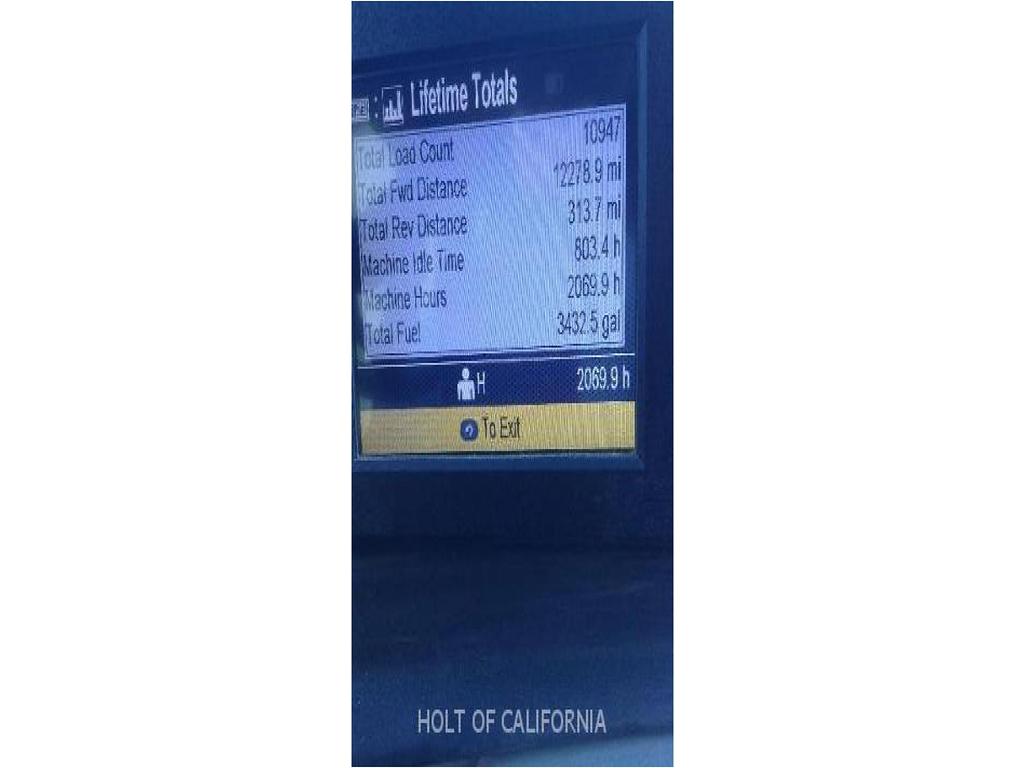 : Lifetime Totals
Total Load Count 10947
Total Fwd Distance 12278.9 mi
Total Rev Distance 313.7 mi
Machine Idle Time 803.4 h
Machine Hours 2069.9 h
Total Fuel 3432.5 gal
H 2069.9 h
To Exit
HOLT OF CALIFORNIA